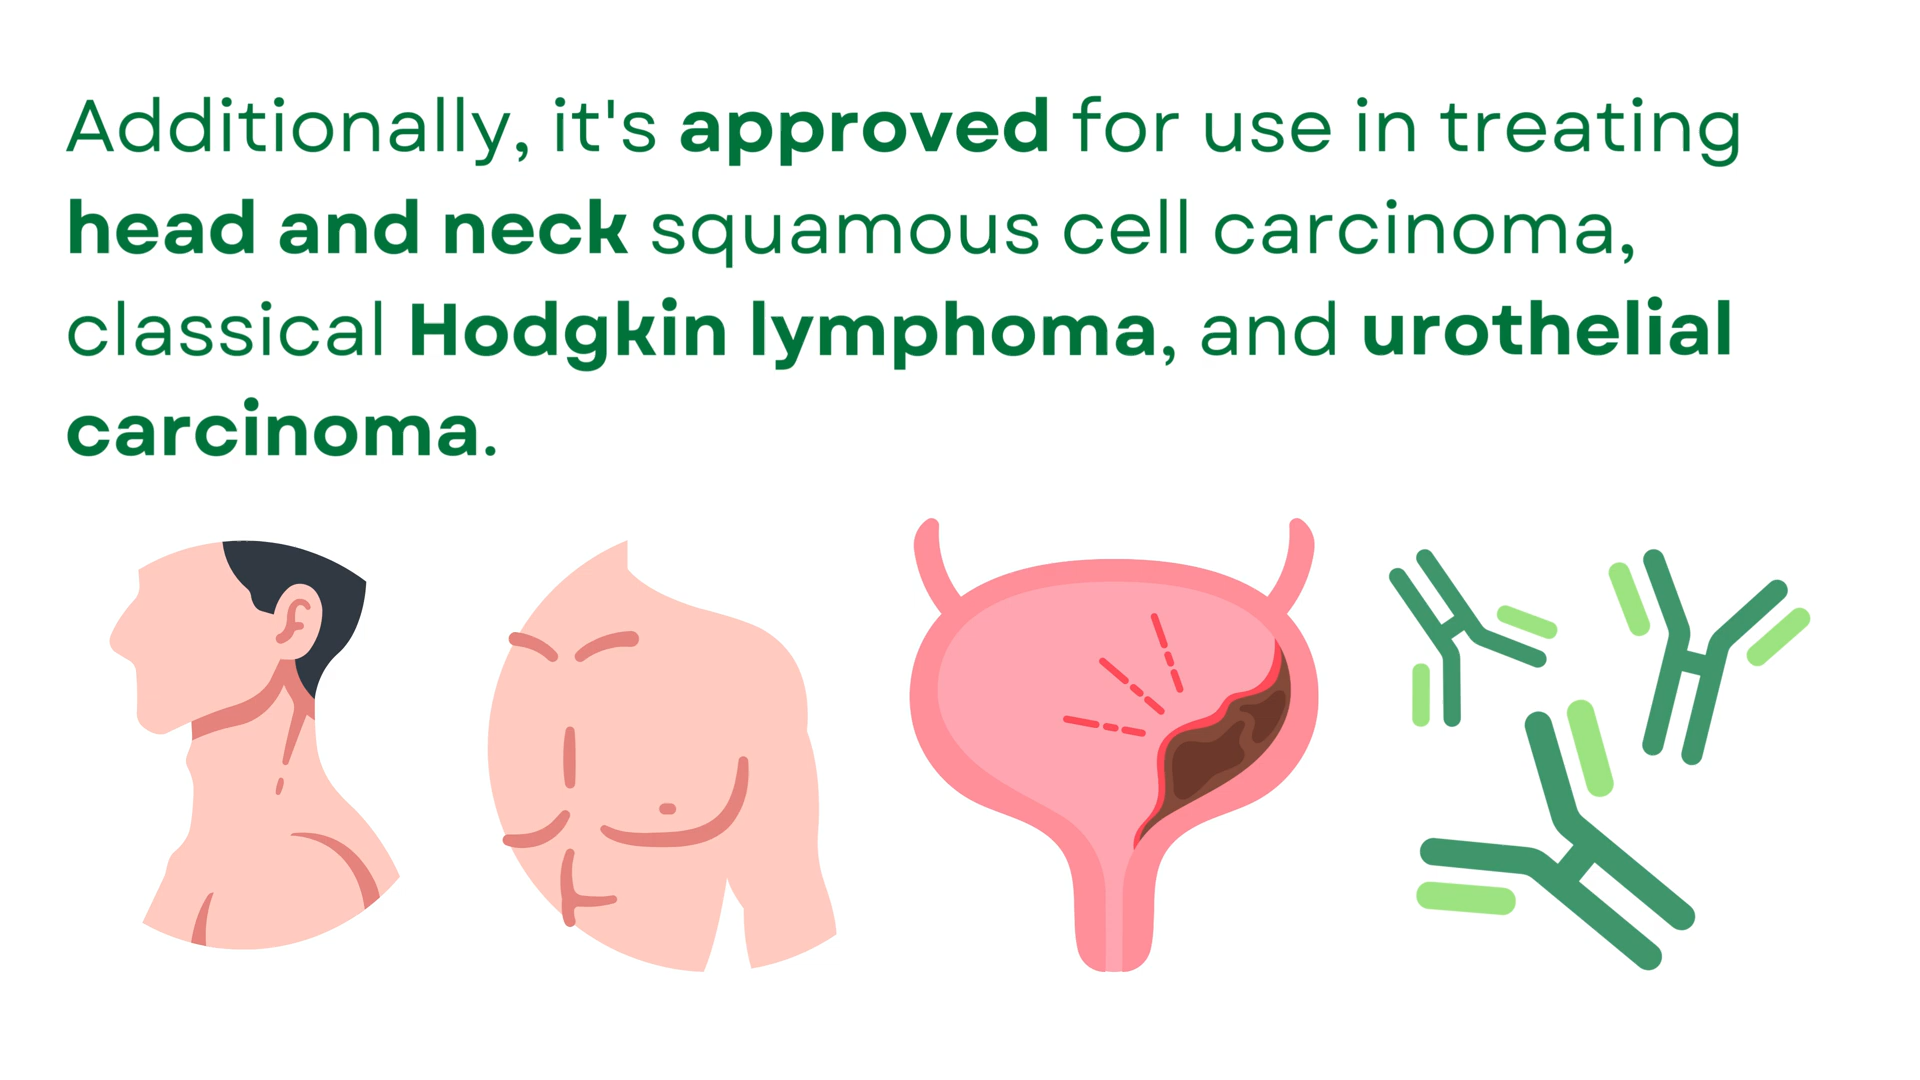 Additionally, it's approved for use in treating
head and neck squamous cell carcinoma,
classical Hodgkin lymphoma, and urothelial
carcinoma.